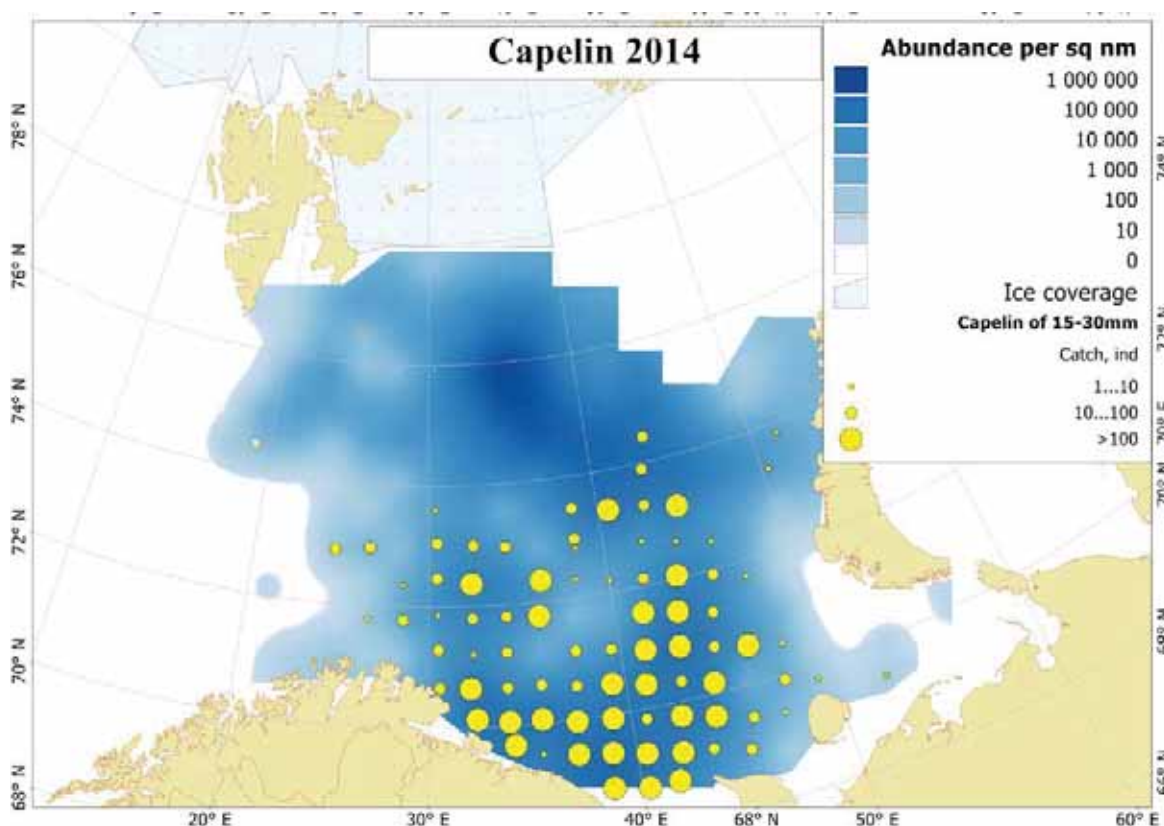 Capelin 2014
Abundance per sq nm
1 000 000
100 000
10 000
1 000
100
10
0
Ice coverage
Capelin of 15-30mm
Catch, ind
1...10
10...100
>100
78° N
76° N
74° N
72° N
70° N
68° N
20° E
30° E
40° E
68° N
50° E
60° E